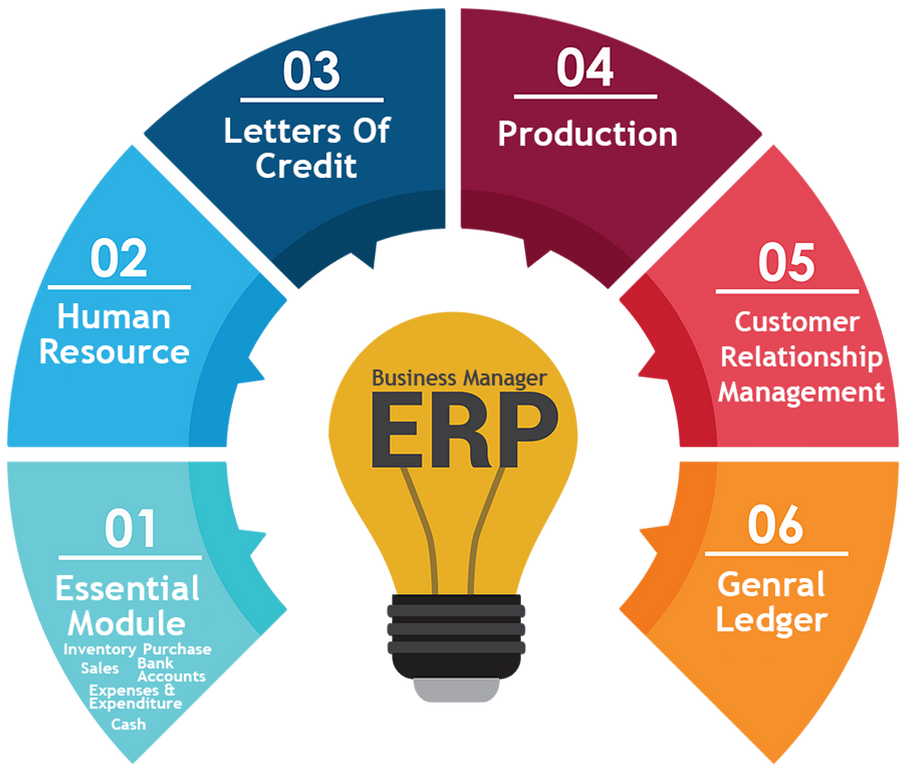 01
Essential
Module
Inventory Purchase
Sales Bank
Accounts
Expenses &
Expenditure
Cash
02
Human
Resource
03
Letters Of
Credit
04
Production
05
Customer
Relationship
Management
06
Genral
Ledger
Business Manager
ERP